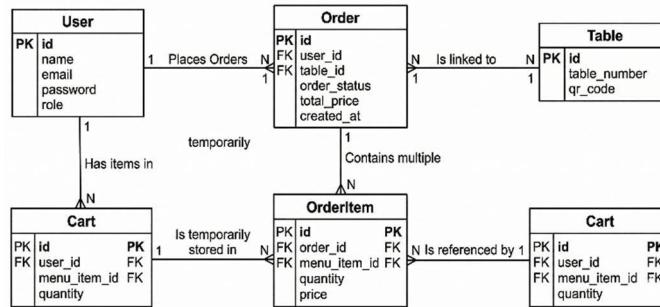 User
PK id
name
email
password
role
1 Places Orders N
1
Order
PK id
FK user_id
FK table_id
order_status
total_price
created_at
N Is linked to N
1 1
Table
PK id
table_number
qr_code
1
Has items in
N
temporarily
1
Contains multiple
N
Cart
PK id PK
FK user_id FK
menu_item_id FK
quantity
1 Is temporarily
stored in N
OrderItem
PK id PK
FK order_id FK
FK menu_item_id FK
quantity
price
N Is referenced by 1
Cart
PK id PK
FK user_id FK
menu_item_id FK
quantity